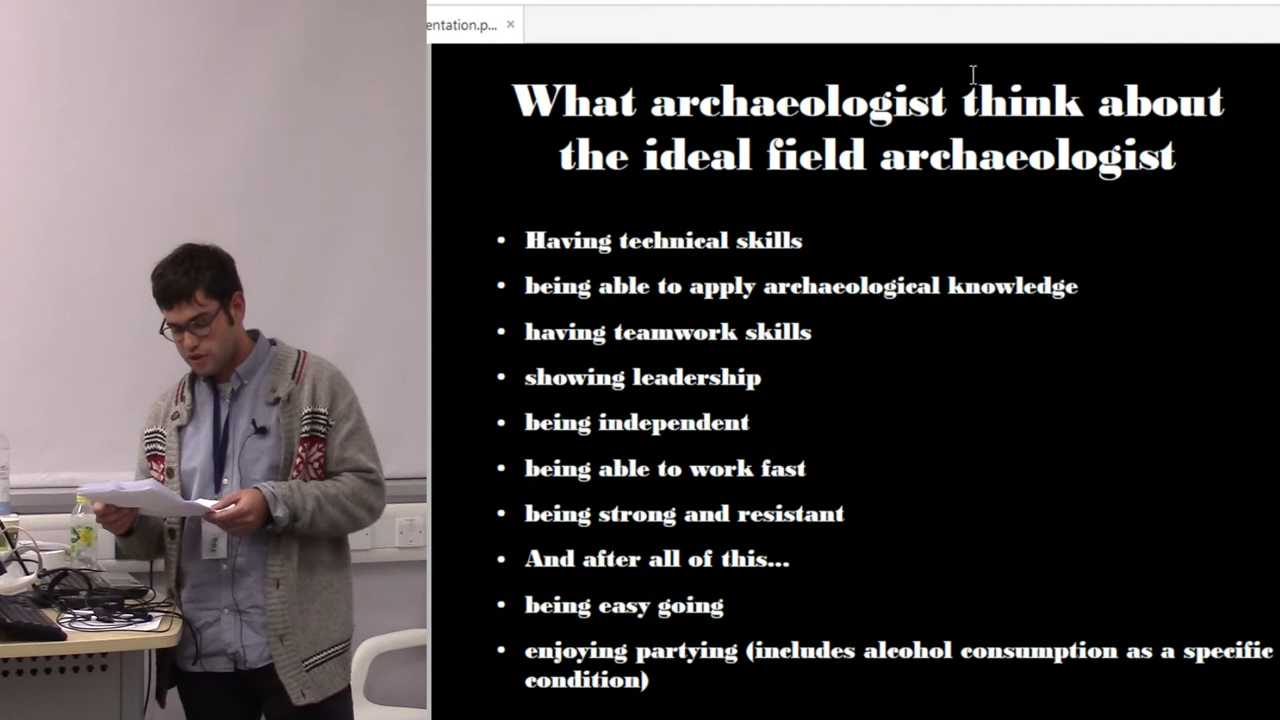 entation.p... ×
What archaeologist think about
the ideal field archaeologist
• Having technical skills
• being able to apply archaeological knowledge
• having teamwork skills
• showing leadership
• being independent
• being able to work fast
• being strong and resistant
• And after all of this...
• being easy going
• enjoying partying (includes alcohol consumption as a specific
condition)